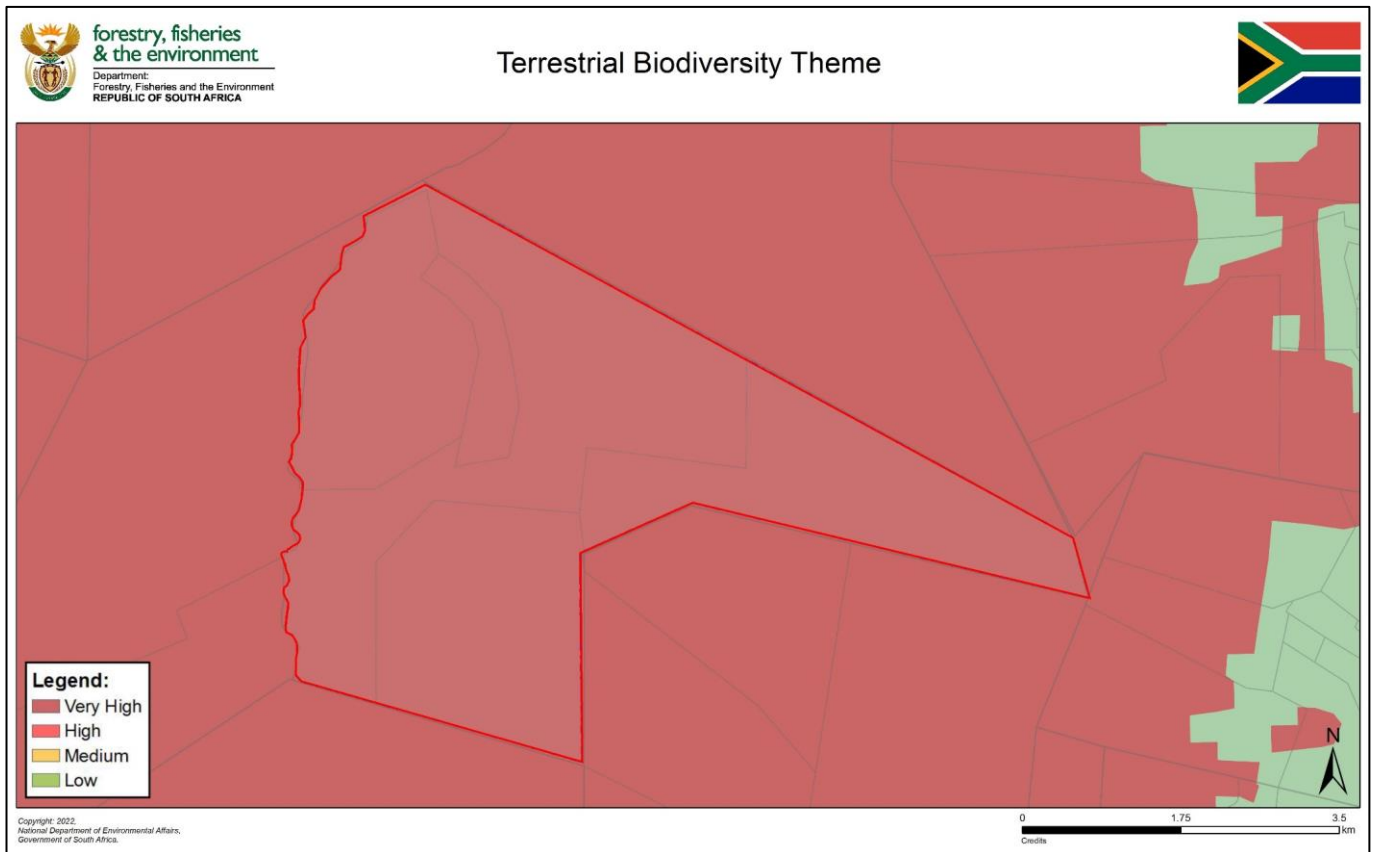 forestry, fisheries
& the environment
Department:
Forestry, Fisheries and the Environment
REPUBLIC OF SOUTH AFRICA
Terrestrial Biodiversity Theme
Legend:
Very High
High
Medium
Low
N
Copyright: 2022,
National Department of Environmental Affairs,
Government of South Africa.
0 1.75 3.5
km
Credits